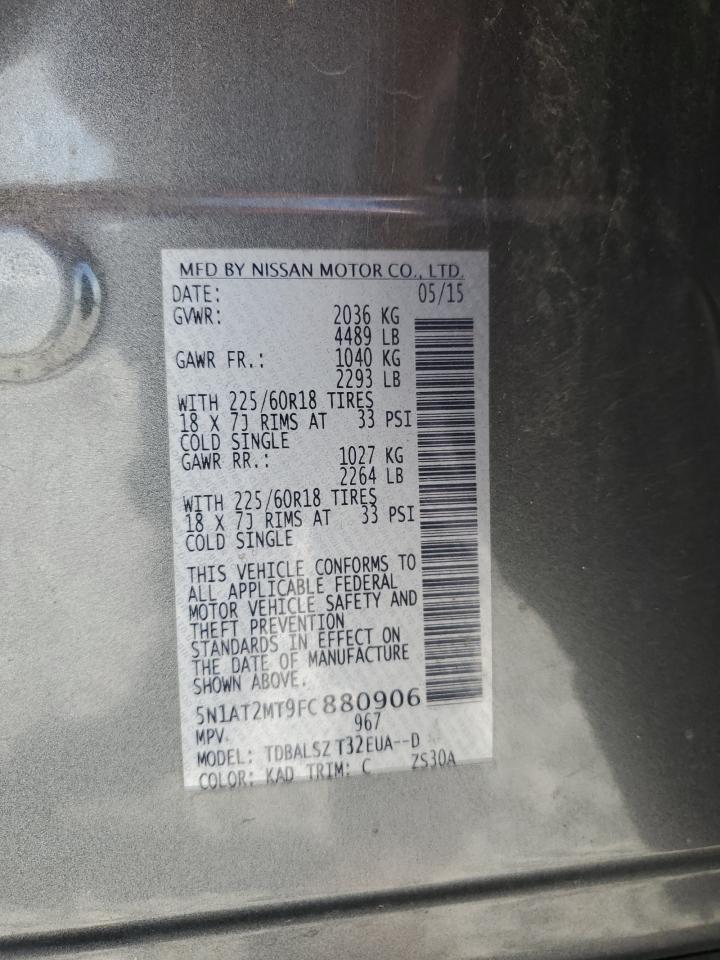 MFD BY NISSAN MOTOR CO., LTD.
DATE: 05/15
GVWR: 2036 KG
4489 LB
GAWR FR.: 1040 KG
2293 LB
WITH 225/60R18 TIRES
18 X 7J RIMS AT 33 PSI
COLD SINGLE
GAWR RR.: 1027 KG
2264 LB
WITH 225/60R18 TIRES
18 X 7J RIMS AT 33 PSI
COLD SINGLE
THIS VEHICLE CONFORMS TO
ALL APPLICABLE FEDERAL
MOTOR VEHICLE SAFETY AND
THEFT PREVENTION
STANDARDS IN EFFECT ON
THE DATE OF MANUFACTURE
SHOWN ABOVE.
5N1AT2MT9FC880906
MPV. 967
MODEL: TDBALSZ T32EUA--D
COLOR: KAD TRIM: C ZS30A